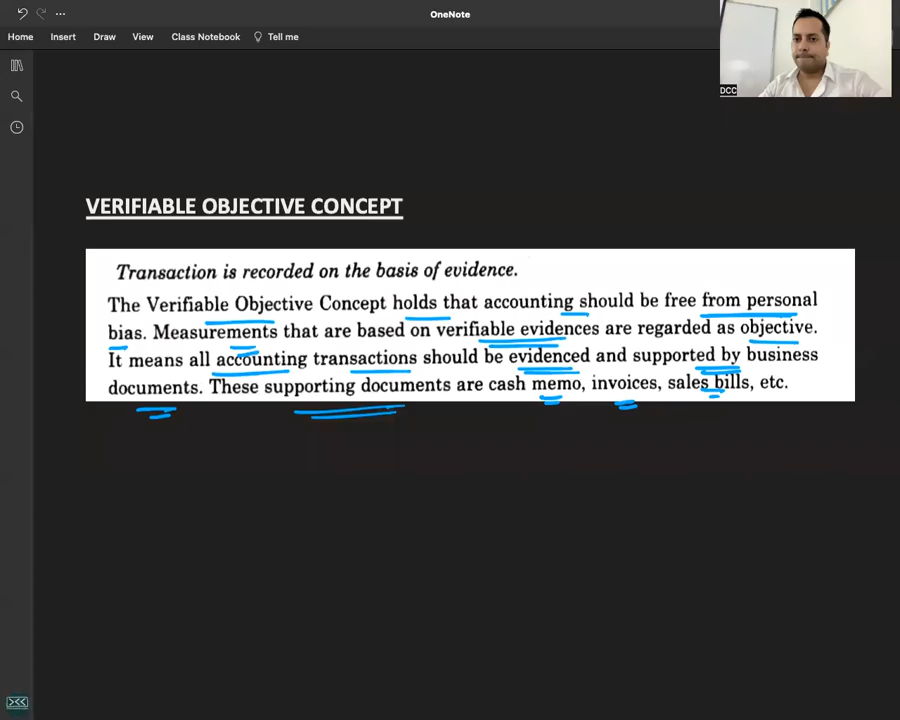 OneNote
Home Insert Draw View Class Notebook Tell me
DCC
VERIFIABLE OBJECTIVE CONCEPT
Transaction is recorded on the basis of evidence.
The Verifiable Objective Concept holds that accounting should be free from personal
bias. Measurements that are based on verifiable evidences are regarded as objective.
It means all accounting transactions should be evidenced and supported by business
documents. These supporting documents are cash memo, invoices, sales bills, etc.